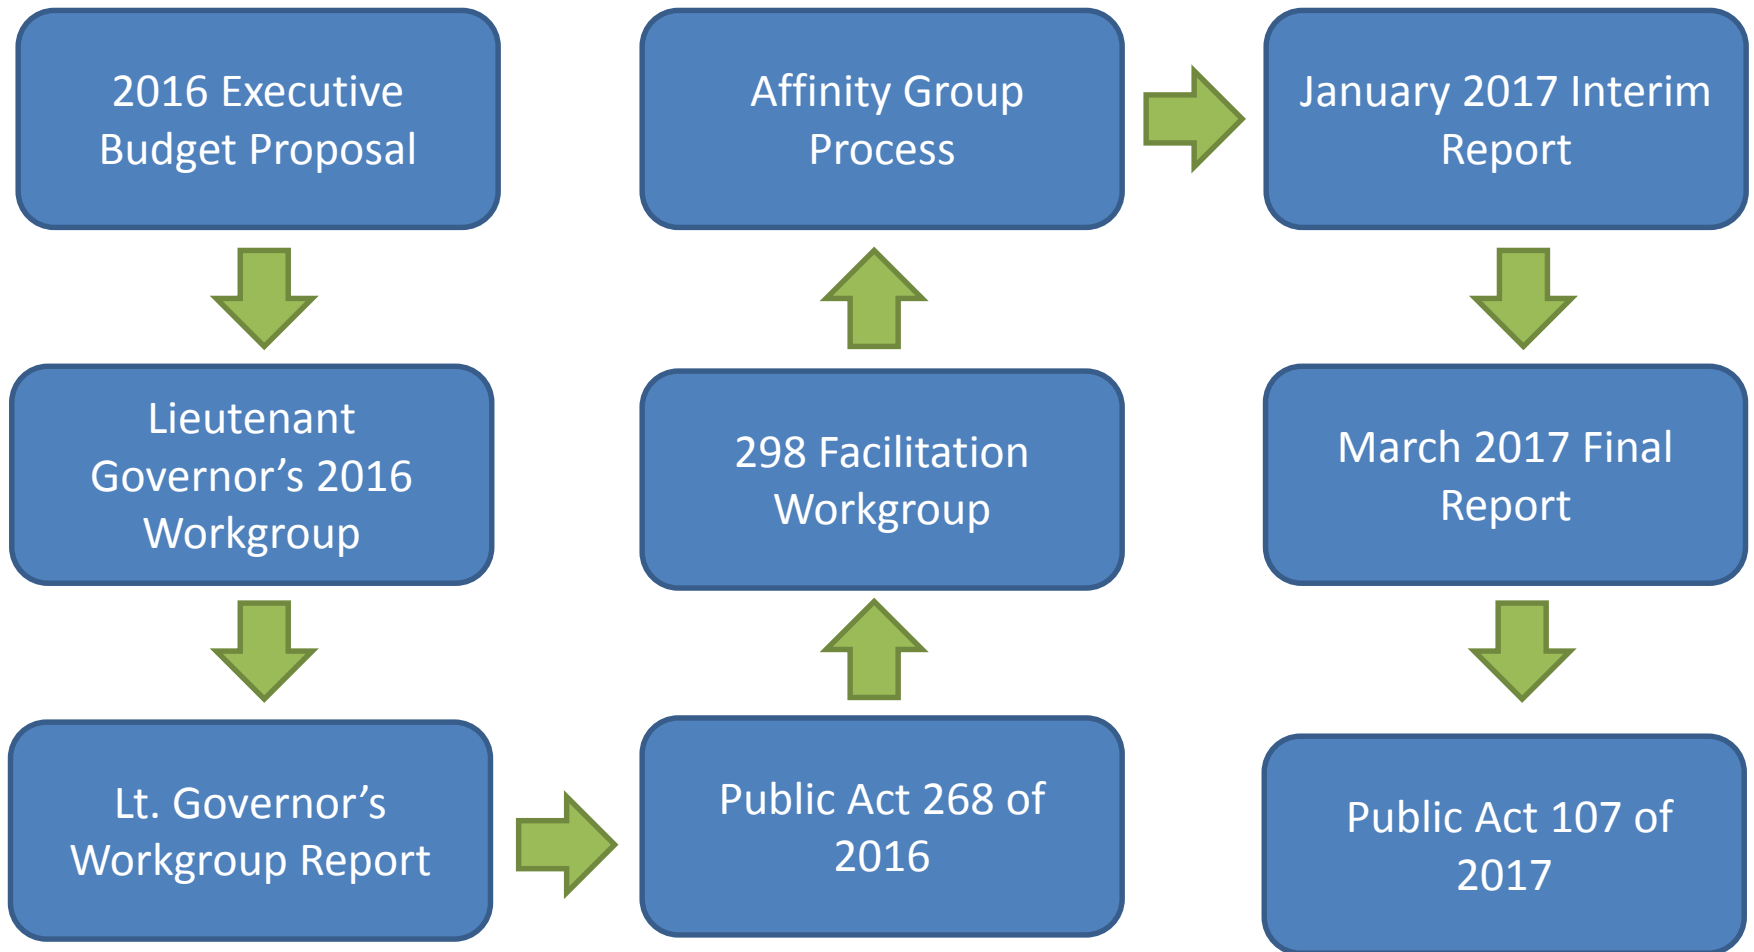 2016 Executive
Budget Proposal
Lieutenant
Governor’s 2016
Workgroup
Lt. Governor’s
Workgroup Report
Public Act 268 of
2016
298 Facilitation
Workgroup
Affinity Group
Process
January 2017 Interim
Report
March 2017 Final
Report
Public Act 107 of
2017